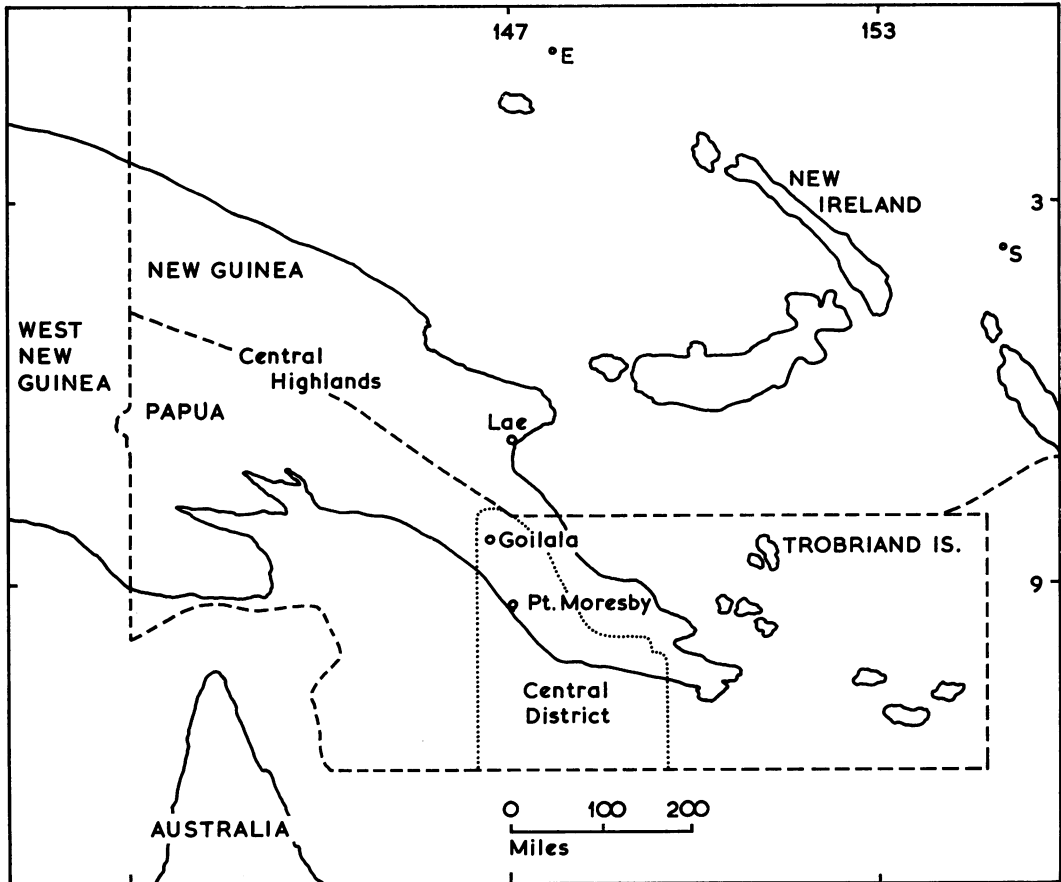 147
153
°E
NEW
IRELAND
3
°S
NEW GUINEA
WEST
NEW
GUINEA
Central
Highlands
PAPUA
Lae
Goilala
TROBRIAND IS.
9
Pt. Moresby
Central
District
0 100 200
Miles
AUSTRALIA